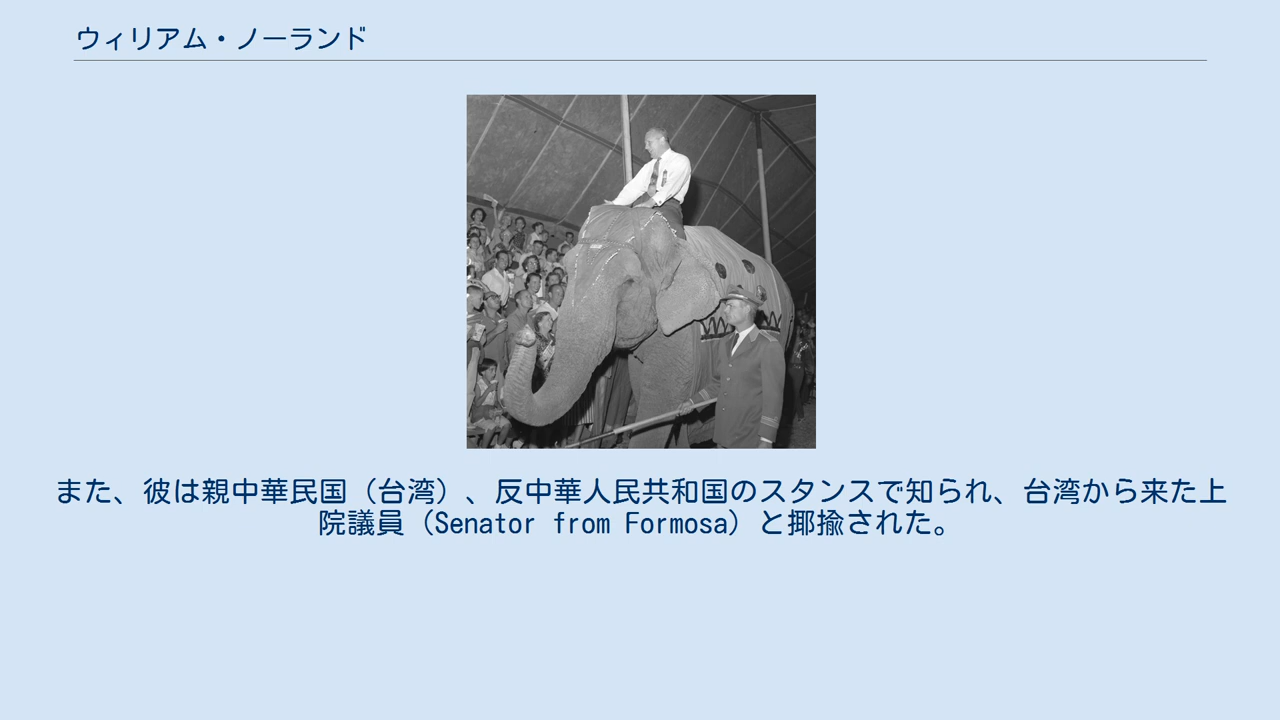 ウィリアム・ノーランド
また、彼は親中華民国（台湾）、反中華人民共和国のスタンスで知られ、台湾から来た上
院議員（Senator from Formosa）と揶揄された。